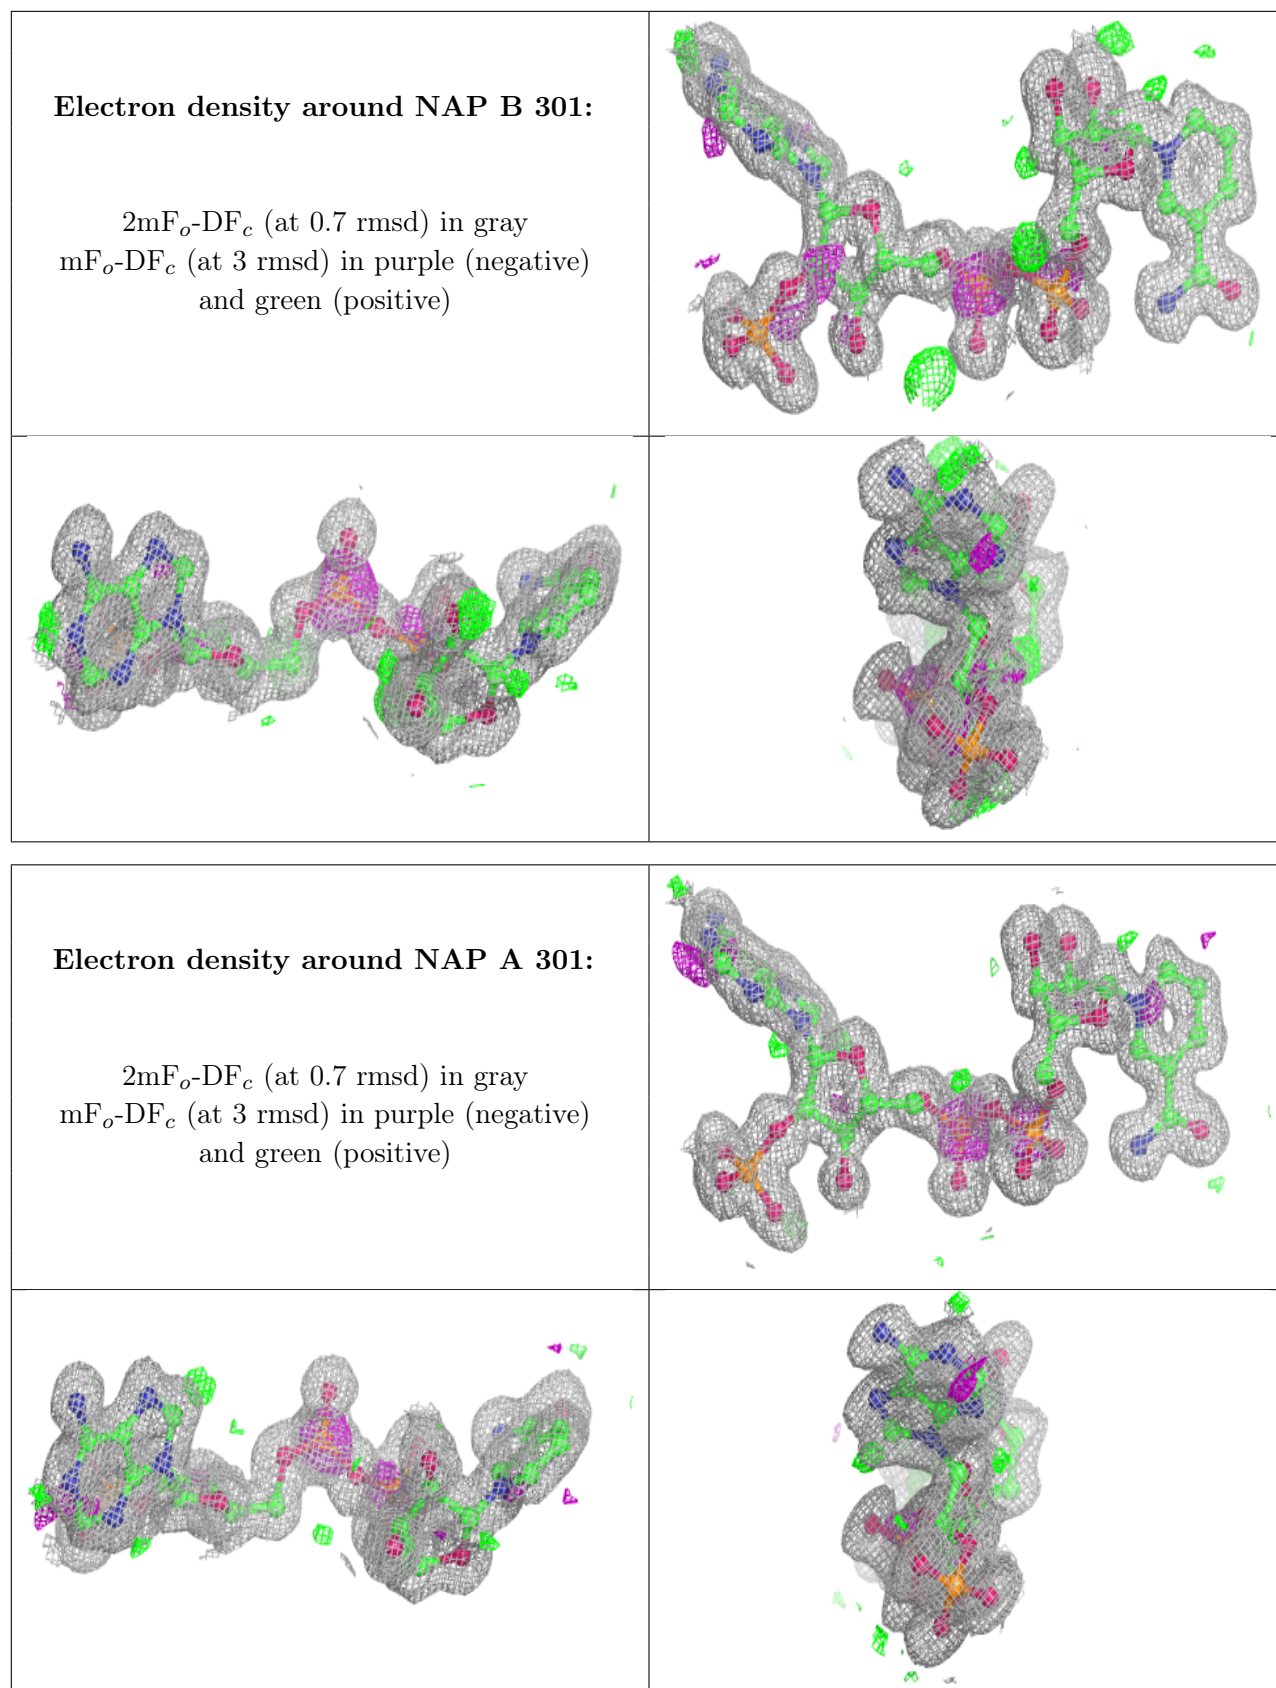 Electron density around NAP B 301:
2mFo-DFc (at 0.7 rmsd) in gray
mFo-DFc (at 3 rmsd) in purple (negative)
and green (positive)
Electron density around NAP A 301:
2mFo-DFc (at 0.7 rmsd) in gray
mFo-DFc (at 3 rmsd) in purple (negative)
and green (positive)